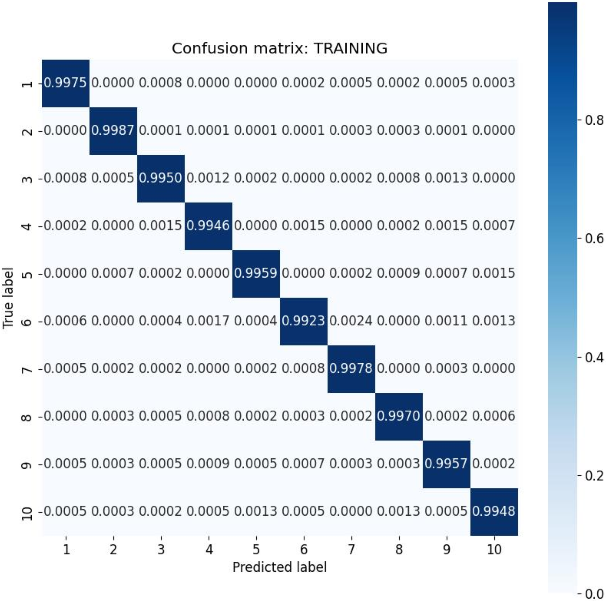 Confusion matrix: TRAINING
1 0.9975 0.0000 0.0008 0.0000 0.0000 0.0002 0.0005 0.0002 0.0005 0.0003
2 0.0000 0.9987 0.0001 0.0001 0.0001 0.0001 0.0003 0.0003 0.0001 0.0000
3 0.0008 0.0005 0.9950 0.0012 0.0002 0.0000 0.0002 0.0008 0.0013 0.0000
4 0.0002 0.0000 0.0015 0.9946 0.0000 0.0015 0.0000 0.0002 0.0015 0.0007
5 0.0000 0.0007 0.0002 0.0000 0.9959 0.0000 0.0002 0.0009 0.0007 0.0015
6 0.0006 0.0000 0.0004 0.0017 0.0004 0.9923 0.0024 0.0000 0.0011 0.0013
7 0.0005 0.0002 0.0002 0.0000 0.0002 0.0008 0.9978 0.0000 0.0003 0.0000
8 0.0000 0.0003 0.0005 0.0008 0.0002 0.0003 0.0002 0.9970 0.0002 0.0006
9 0.0005 0.0003 0.0005 0.0009 0.0005 0.0007 0.0003 0.0003 0.9957 0.0002
10 0.0005 0.0003 0.0002 0.0005 0.0013 0.0005 0.0000 0.0013 0.0005 0.9948
1 2 3 4 5 6 7 8 9 10
Predicted label
True label
0.8
0.6
0.4
0.2
0.0